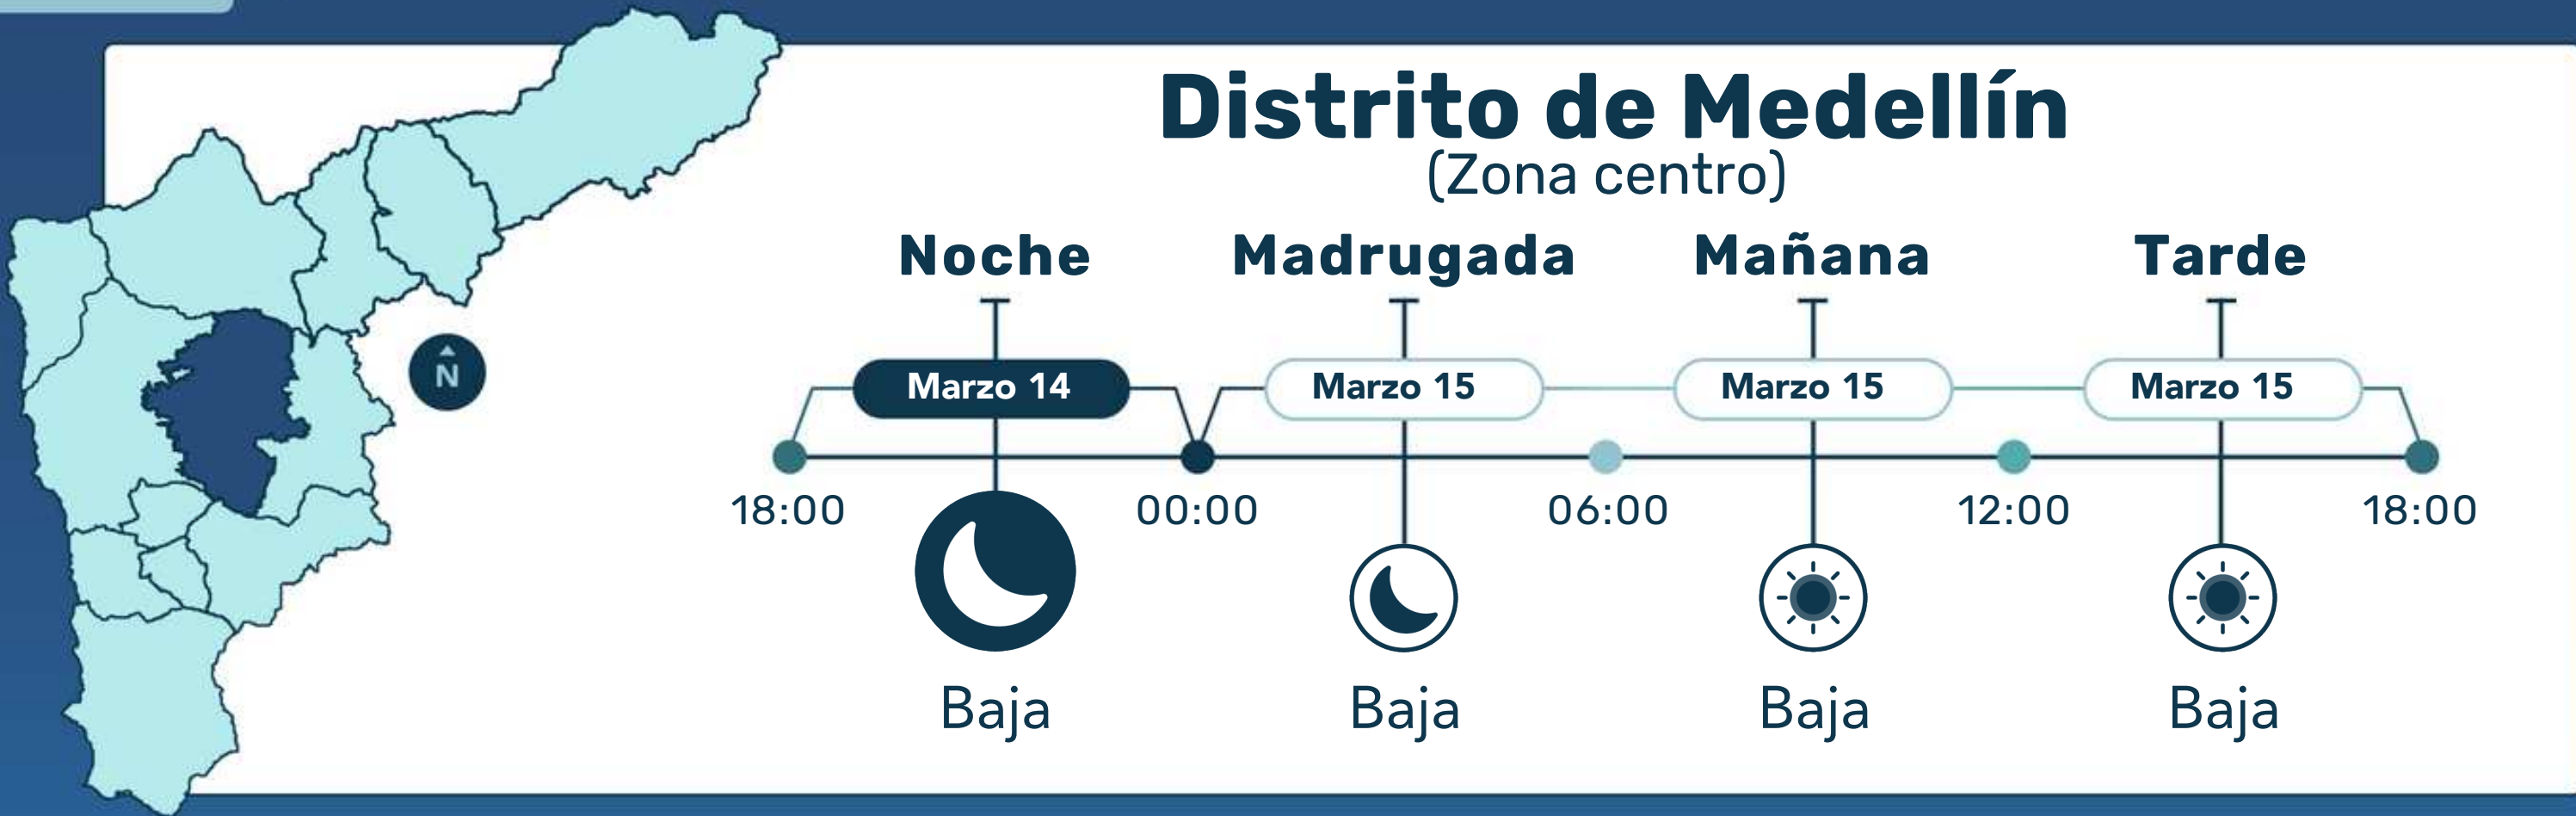 Distrito de Medellín
(Zona centro)
Noche Madrugada Mañana Tarde
N
Marzo 14 Marzo 15 Marzo 15 Marzo 15
18:00 00:00 06:00 12:00 18:00
Baja Baja Baja Baja